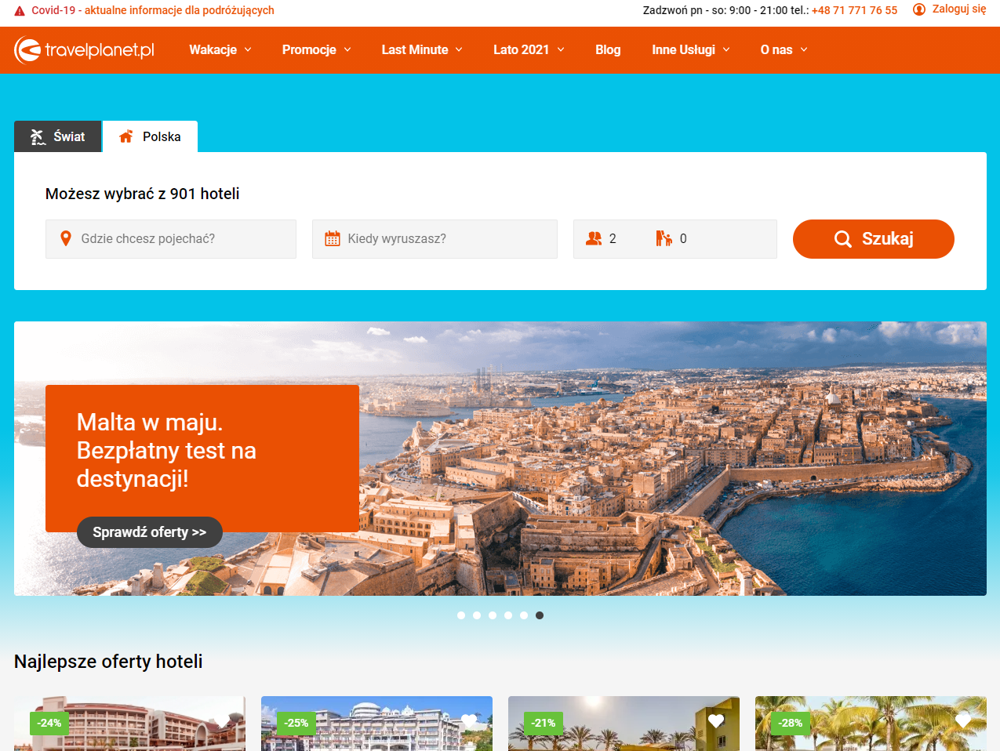 Covid-19 - aktualne informacje dla podróżujących
Zadzwoń pn - so: 9:00 - 21:00 tel.: +48 71 771 76 55
Zaloguj się
travelplanet.pl
Wakacje
Promocje
Last Minute
Lato 2021
Blog
Inne Usługi
O nas
Świat
Polska
Możesz wybrać z 901 hoteli
Gdzie chcesz pojechać?
Kiedy wyruszasz?
2
0
Szukaj
Malta w maju.
Bezpłatny test na
destynacji!
Sprawdź oferty >>
Najlepsze oferty hoteli
-24%
-25%
-21%
-28%